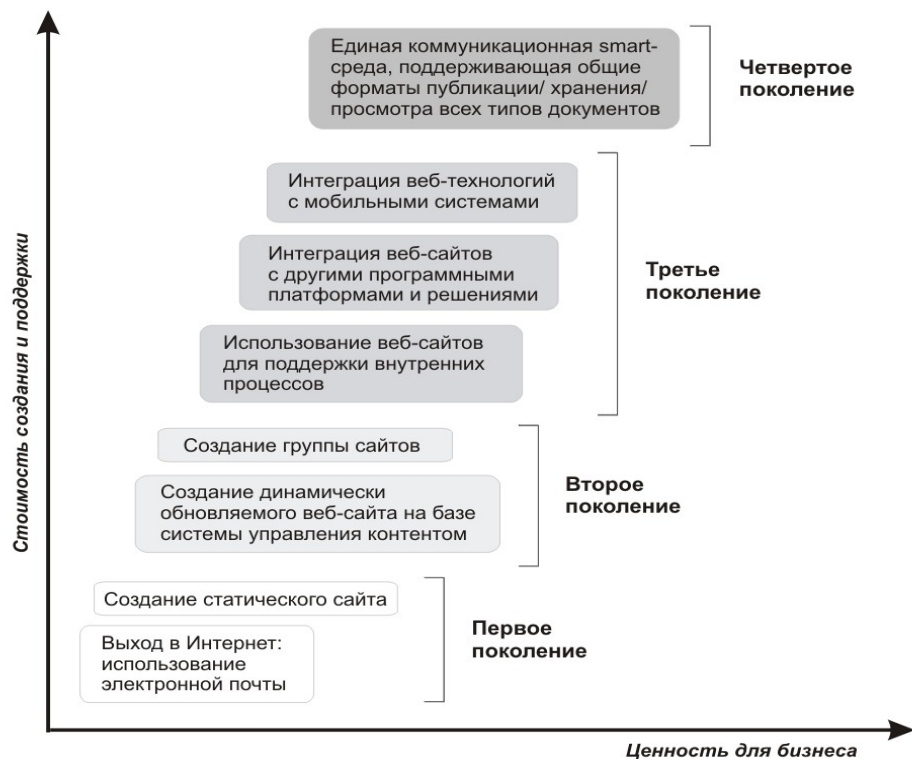 Единая коммуникационная smart-
среда, поддерживающая общие
форматы публикации/ хранения/
просмотра всех типов документов
Четвертое
поколение
Интеграция веб-технологий
с мобильными системами
Интеграция веб-сайтов
с другими программными
платформами и решениями
Использование веб-сайтов
для поддержки внутренних
процессов
Третье
поколение
Создание группы сайтов
Создание динамически
обновляемого веб-сайта на базе
системы управления контентом
Второе
поколение
Создание статического сайта
Выход в Интернет:
использование
электронной почты
Первое
поколение
Стоимость создания и поддержки
Ценность для бизнеса